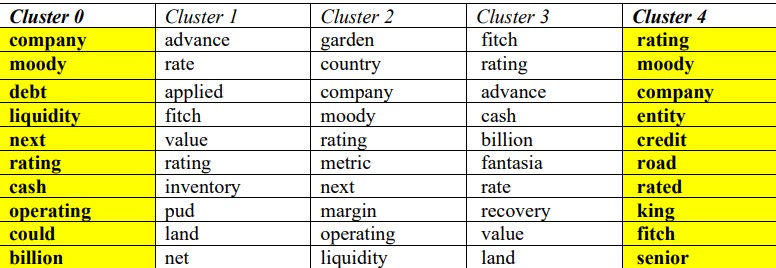 Cluster 0 Cluster 1 Cluster 2 Cluster 3 Cluster 4
company advance garden fitch rating
moody rate country rating moody
debt applied company advance company
liquidity fitch moody cash entity
next value rating billion credit
rating rating metric fantasia road
cash inventory next rate rated
operating pud margin recovery king
could land operating value fitch
billion net liquidity land senior